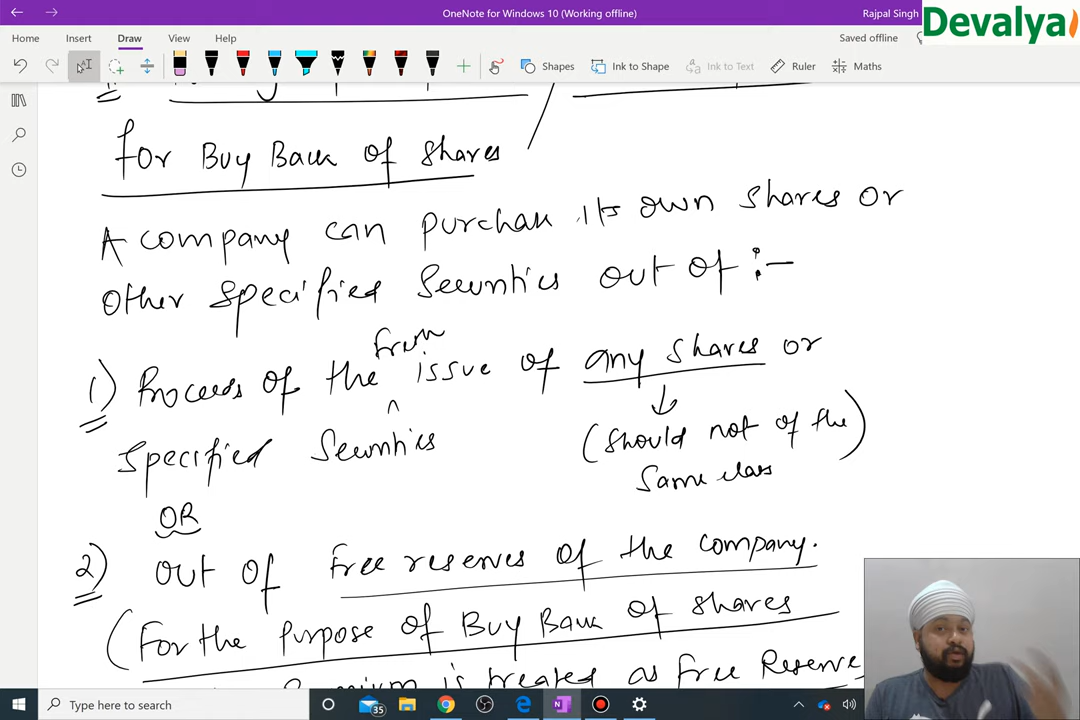 OneNote for Windows 10 (Working offline)
Rajpal Singh
Devalya
Home Insert Draw View Help
Saved offline
Shapes Ink to Shape Ink to Text Ruler Maths
for Buy Back of shares
A company can purchase its own shares or
other specified Securities out of :-
from
1) Proceeds of the issue of any shares or
(should not of the
specified Securities
same class
OR
2) out of free reserves of the company.
(For the purpose of Buy Back of shares
Premium is treated as free Reserve
Type here to search
35